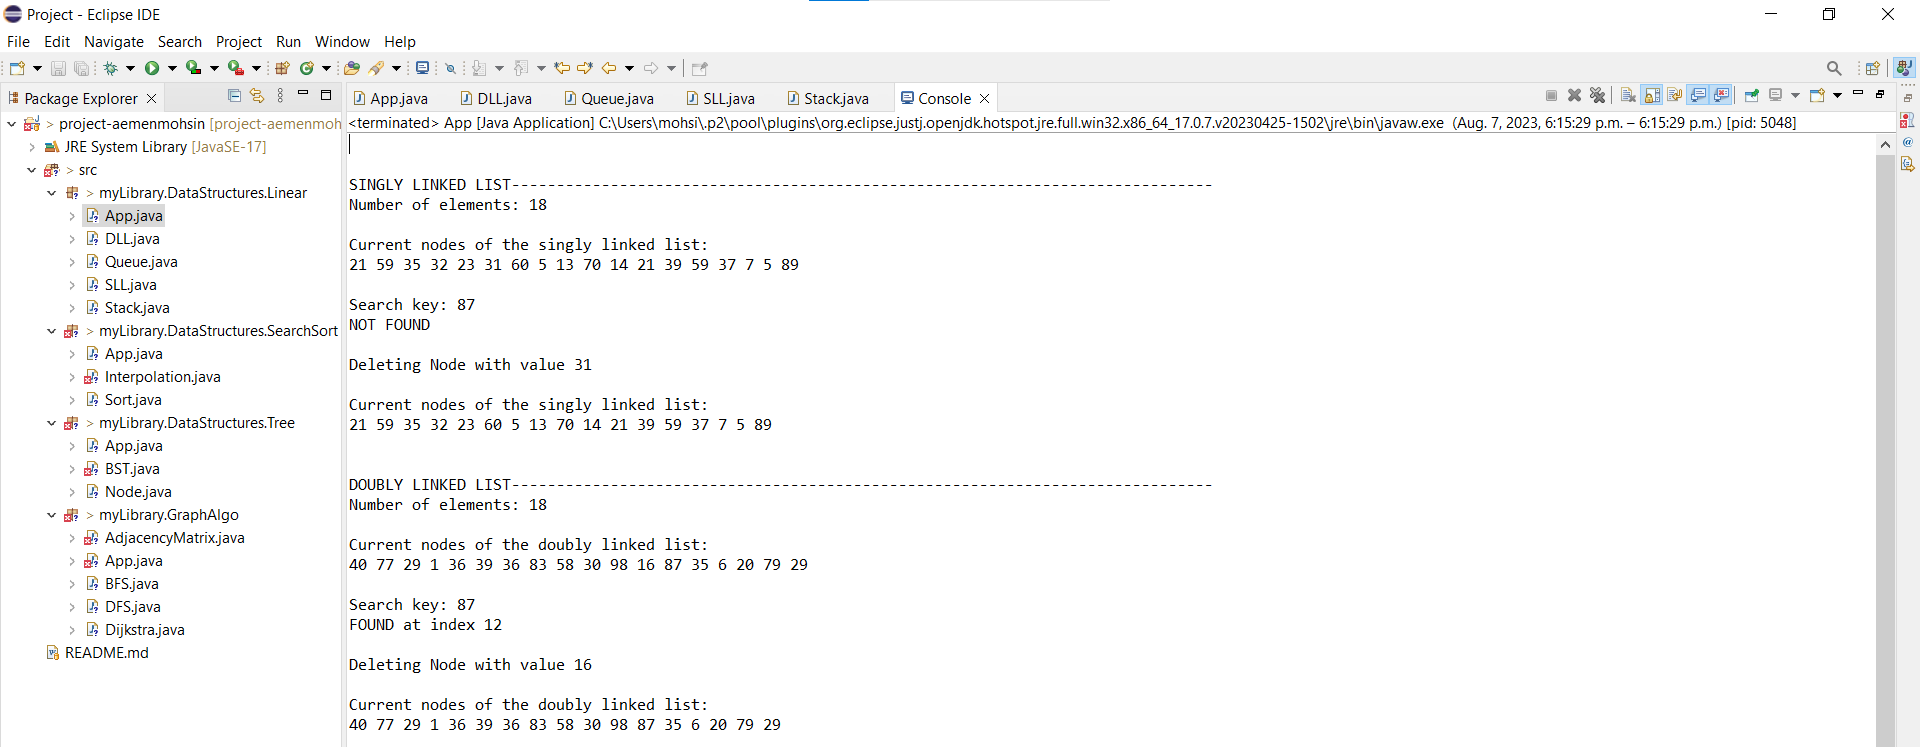 Project - Eclipse IDE
File Edit Navigate Search Project Run Window Help
Package Explorer
App.java DLL.java Queue.java SLL.java Stack.java Console
> project-aemenmohsin [project-aemenmoh
> JRE System Library [JavaSE-17]
> src
> myLibrary.DataStructures.Linear
App.java
DLL.java
Queue.java
SLL.java
Stack.java
> myLibrary.DataStructures.SearchSort
App.java
Interpolation.java
Sort.java
> myLibrary.DataStructures.Tree
App.java
BST.java
Node.java
> myLibrary.GraphAlgo
AdjacencyMatrix.java
App.java
BFS.java
DFS.java
Dijkstra.java
README.md
<terminated> App [Java Application] C:\Users\mohsi\.p2\pool\plugins\org.eclipse.justj.openjdk.hotspot.jre.full.win32.x86_64_17.0.7.v20230425-1502\jre\bin\javaw.exe (Aug. 7, 2023, 6:15:29 p.m. – 6:15:29 p.m.) [pid: 5048]
SINGLY LINKED LIST------------------------------------------------------------------------------
Number of elements: 18
Current nodes of the singly linked list:
21 59 35 32 23 31 60 5 13 70 14 21 39 59 37 7 5 89
Search key: 87
NOT FOUND
Deleting Node with value 31
Current nodes of the singly linked list:
21 59 35 32 23 60 5 13 70 14 21 39 59 37 7 5 89
DOUBLY LINKED LIST------------------------------------------------------------------------------
Number of elements: 18
Current nodes of the doubly linked list:
40 77 29 1 36 39 36 83 58 30 98 16 87 35 6 20 79 29
Search key: 87
FOUND at index 12
Deleting Node with value 16
Current nodes of the doubly linked list:
40 77 29 1 36 39 36 83 58 30 98 87 35 6 20 79 29